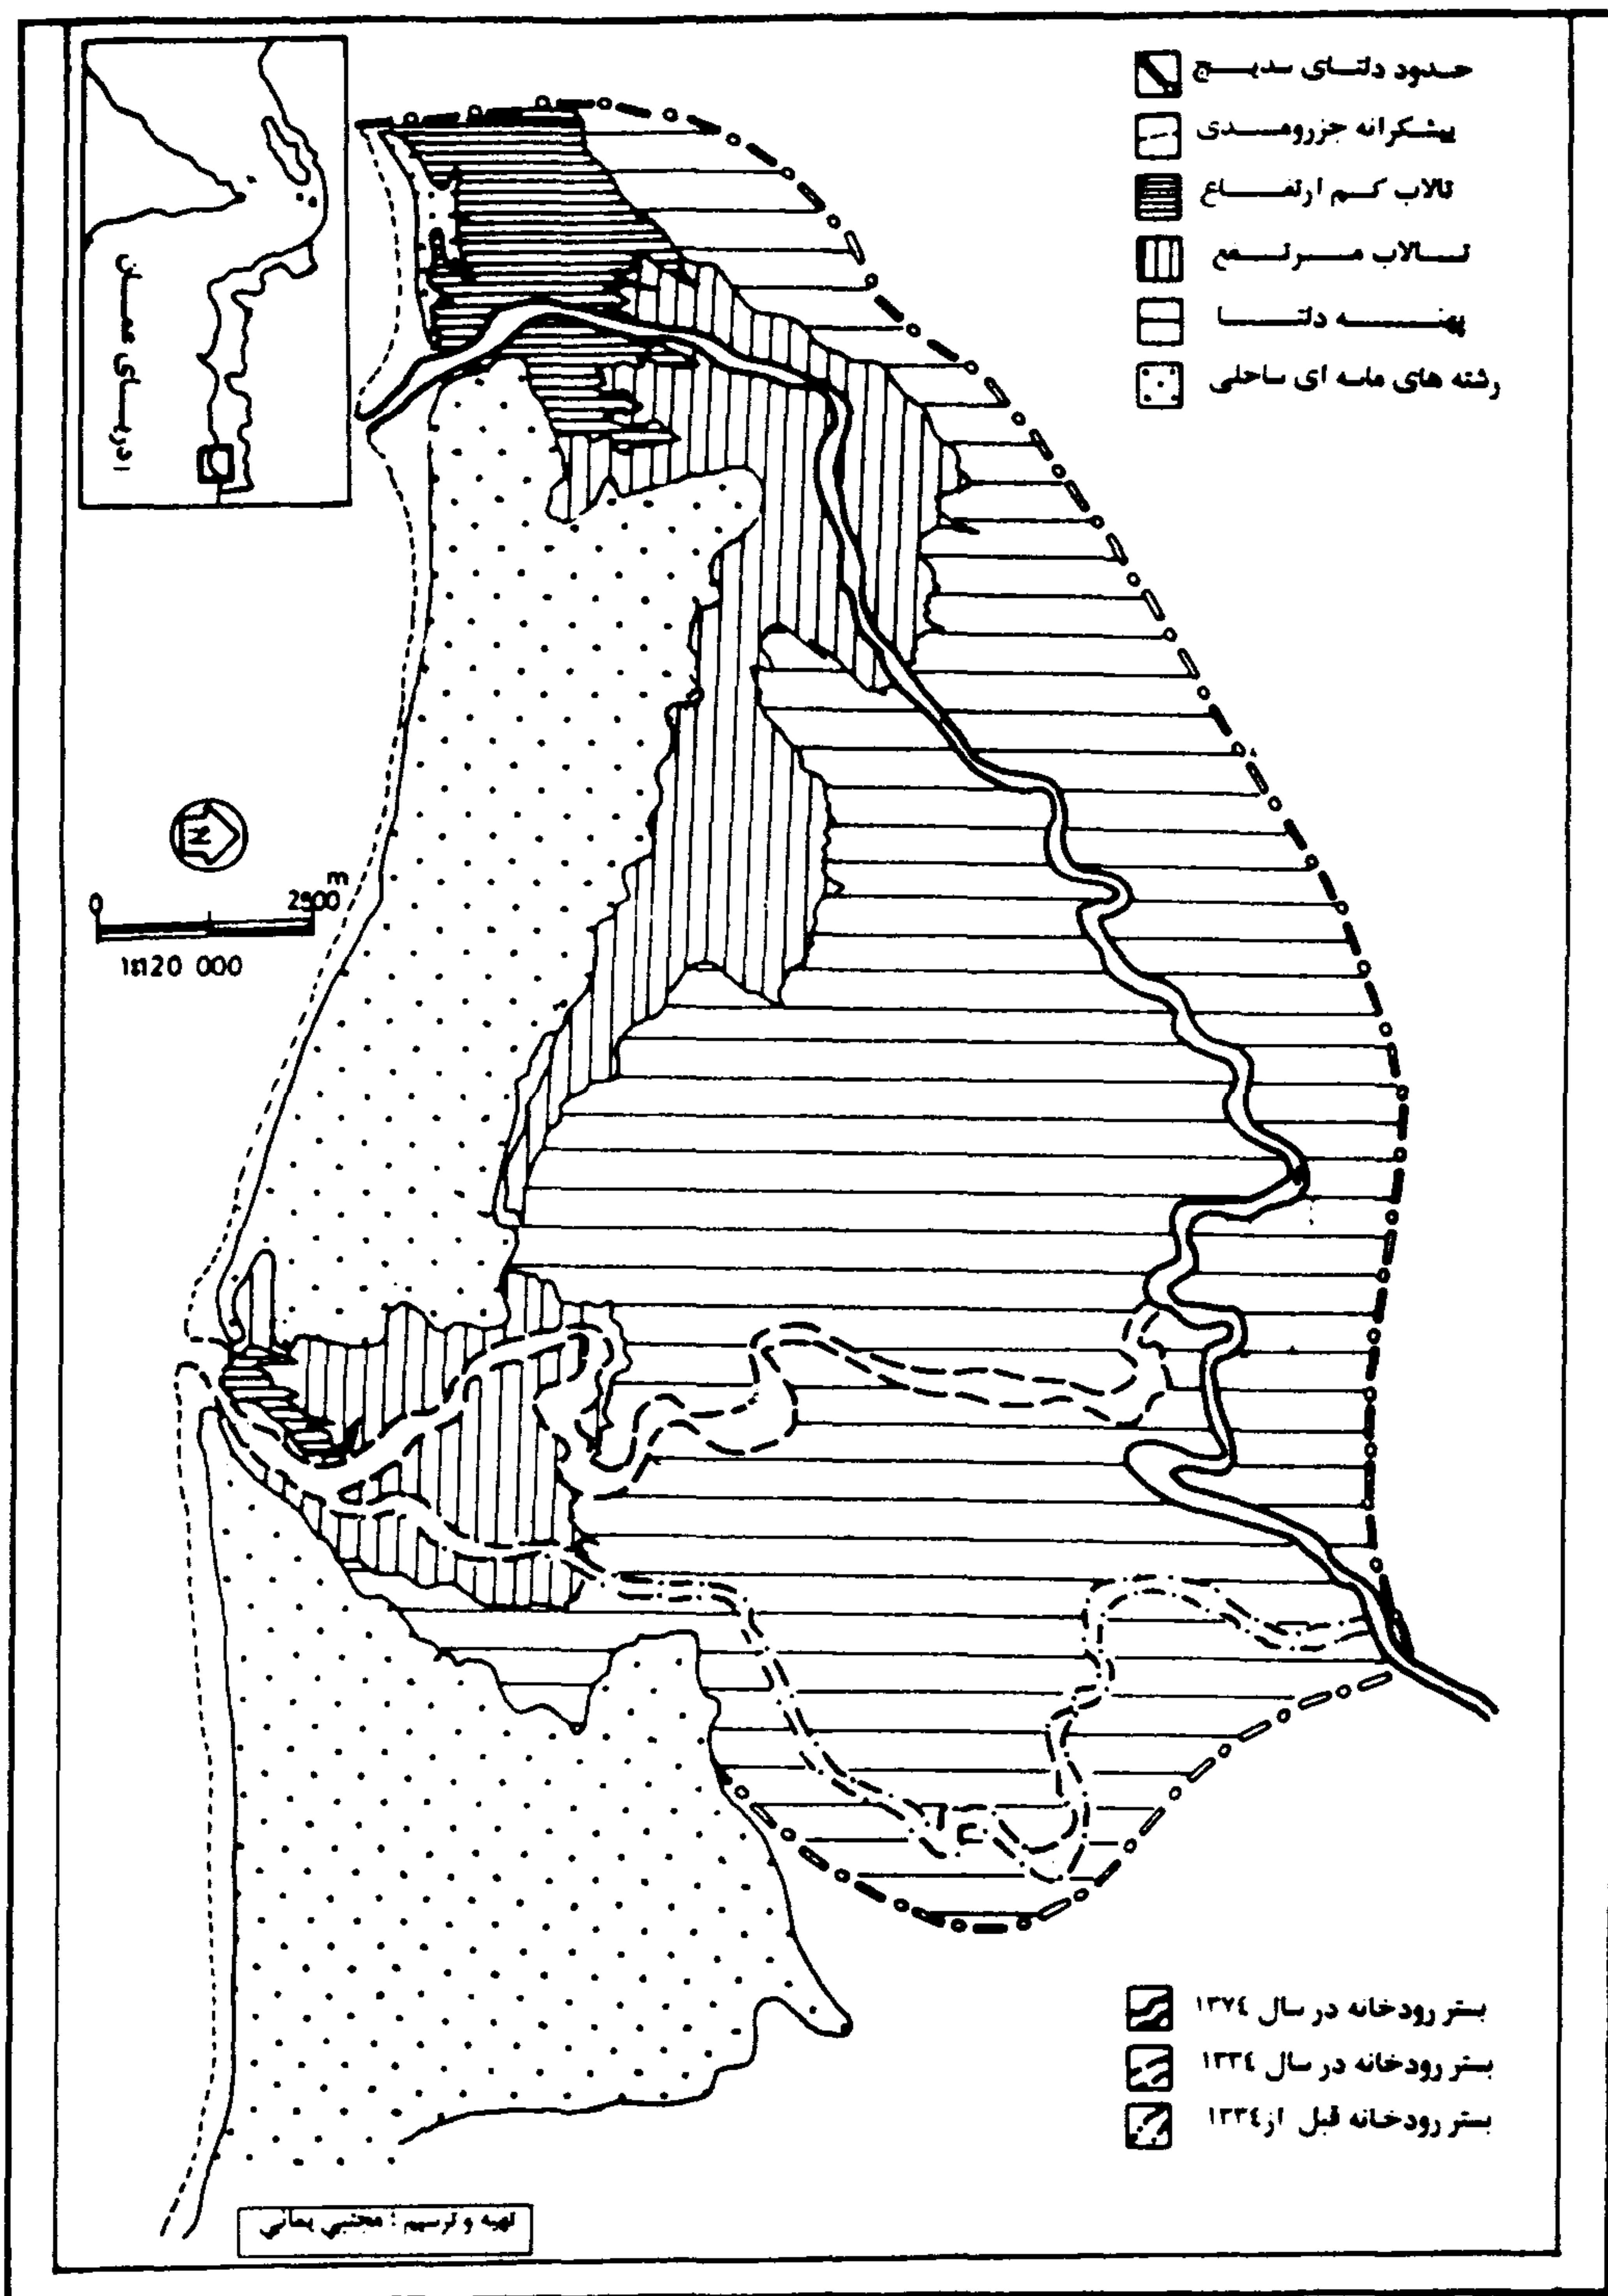 حدود دلتای سدیج
پیشکرانه جزرومدی
تالاب کم ارتفاع
تالاب مرتفع
پهنه دلتا
رشته های ماسه ای ساحلی
دریای عمان
N
0 2500 m
1:120 000
بستر رودخانه در سال ۱۳۷٤
بستر رودخانه در سال ۱۳۳٤
بستر رودخانه قبل از ۱۳۳٤
تهیه و ترسیم : مجتبی یمانی